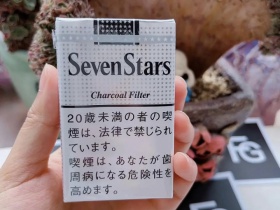 SevenStars
Charcoal Filter
20歳未満の者の喫
煙は、法律で禁じられ
ています。
喫煙は、あなたが歯
周病になる危険性を
高めます。
FG